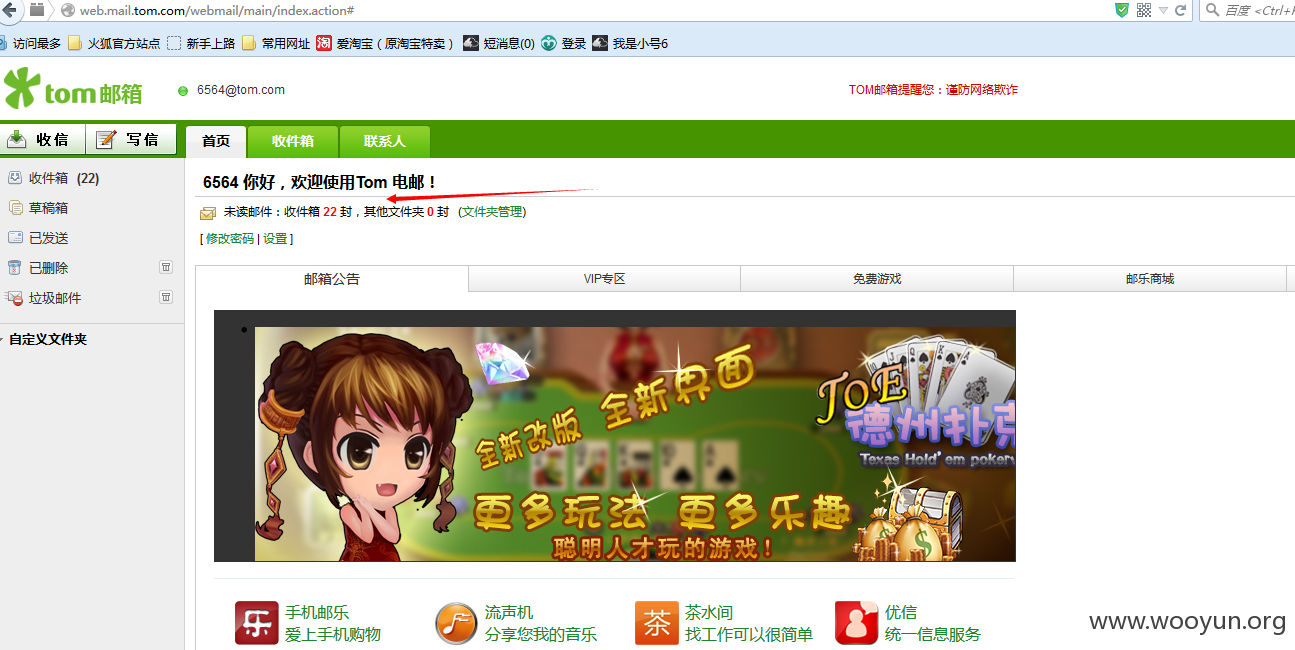 web.mail.tom.com/webmail/main/index.action#
百度 <Ctrl+
访问最多 火狐官方站点 新手上路 常用网址 淘 爱淘宝（原淘宝特卖） 短消息(0) 登录 我是小号6
tom邮箱
6564@tom.com
TOM邮箱提醒您：谨防网络欺诈
收信 写信 首页 收件箱 联系人
收件箱 (22)
草稿箱
已发送
已删除
垃圾邮件
自定义文件夹
6564 你好，欢迎使用Tom 电邮！
未读邮件：收件箱 22 封，其他文件夹 0 封 (文件夹管理)
[ 修改密码 | 设置 ]
邮箱公告 VIP专区 免费游戏 邮乐商城
全新改版 全新界面
JOE
德州扑克
Texas Hold' em poker
更多玩法 更多乐趣
聪明人才玩的游戏！
乐 手机邮乐
爱上手机购物
流声机
分享您我的音乐
茶 茶水间
找工作可以很简单
优信
统一信息服务
www.wooyun.org